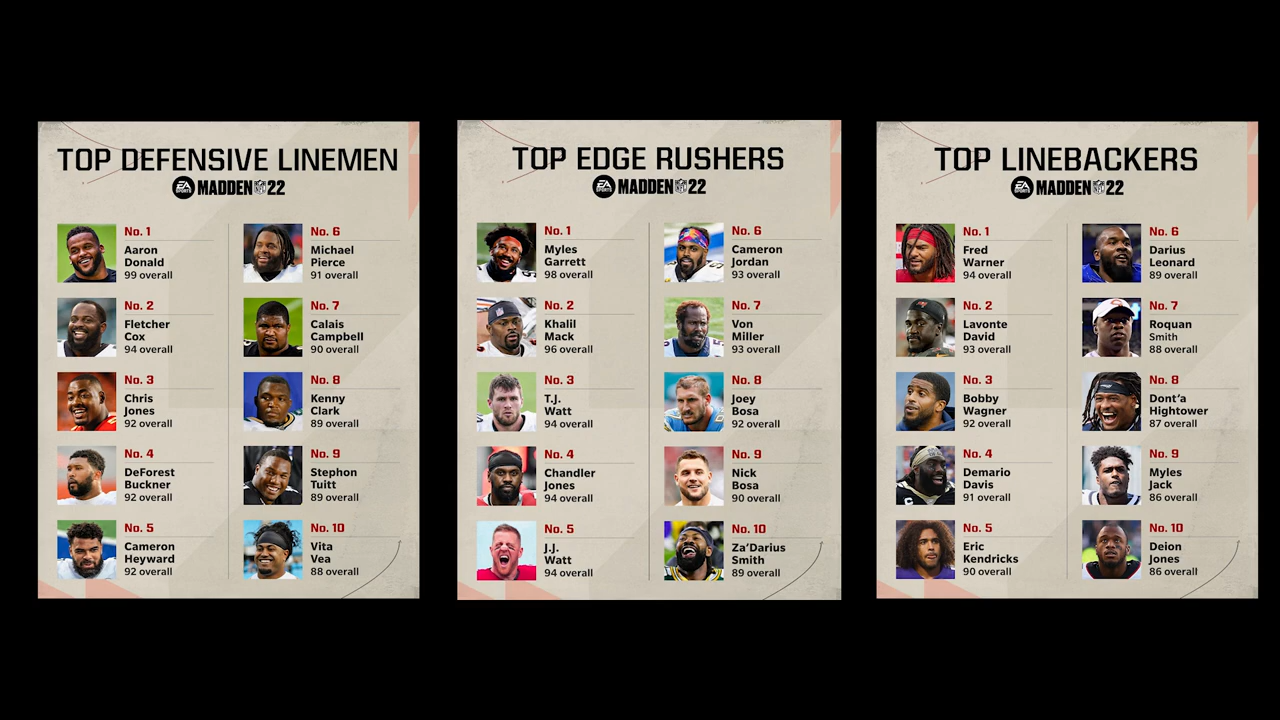 TOP DEFENSIVE LINEMEN
EA SPORTS MADDEN NFL 22
No. 1
Aaron
Donald
99 overall
No. 2
Fletcher
Cox
94 overall
No. 3
Chris
Jones
92 overall
No. 4
DeForest
Buckner
92 overall
No. 5
Cameron
Heyward
92 overall
No. 6
Michael
Pierce
91 overall
No. 7
Calais
Campbell
90 overall
No. 8
Kenny
Clark
89 overall
No. 9
Stephon
Tuitt
89 overall
No. 10
Vita
Vea
88 overall
TOP EDGE RUSHERS
EA SPORTS MADDEN NFL 22
No. 1
Myles
Garrett
98 overall
No. 2
Khalil
Mack
96 overall
No. 3
T.J.
Watt
94 overall
No. 4
Chandler
Jones
94 overall
No. 5
J.J.
Watt
94 overall
No. 6
Cameron
Jordan
93 overall
No. 7
Von
Miller
93 overall
No. 8
Joey
Bosa
92 overall
No. 9
Nick
Bosa
90 overall
No. 10
Za’Darius
Smith
89 overall
TOP LINEBACKERS
EA SPORTS MADDEN NFL 22
No. 1
Fred
Warner
94 overall
No. 2
Lavonte
David
93 overall
No. 3
Bobby
Wagner
92 overall
No. 4
Demario
Davis
91 overall
No. 5
Eric
Kendricks
90 overall
No. 6
Darius
Leonard
89 overall
No. 7
Roquan
Smith
88 overall
No. 8
Dont’a
Hightower
87 overall
No. 9
Myles
Jack
86 overall
No. 10
Deion
Jones
86 overall